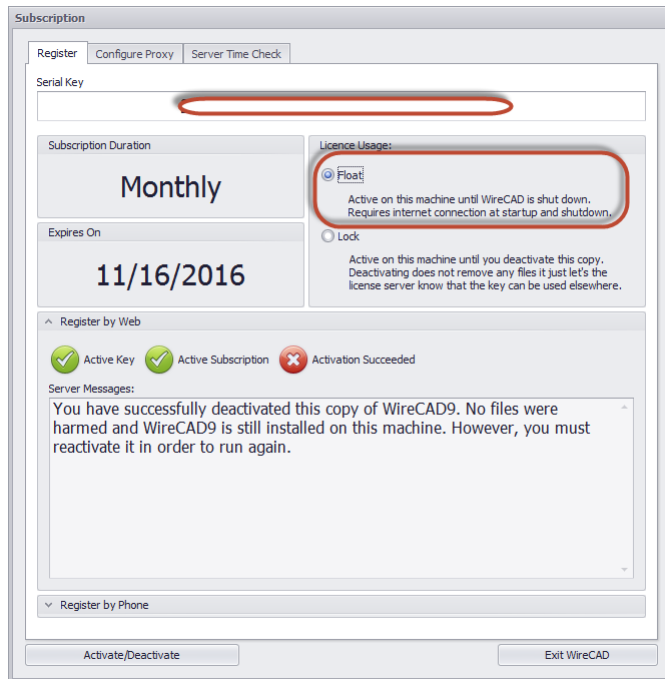 Subscription
Register Configure Proxy Server Time Check
Serial Key
Subscription Duration
Monthly
Expires On
11/16/2016
Licence Usage:
Float
Active on this machine until WireCAD is shut down.
Requires internet connection at startup and shutdown.
Lock
Active on this machine until you deactivate this copy.
Deactivating does not remove any files it just let's the
license server know that the key can be used elsewhere.
Register by Web
Active Key Active Subscription Activation Succeeded
Server Messages:
You have successfully deactivated this copy of WireCAD9. No files were
harmed and WireCAD9 is still installed on this machine. However, you must
reactivate it in order to run again.
Register by Phone
Activate/Deactivate Exit WireCAD